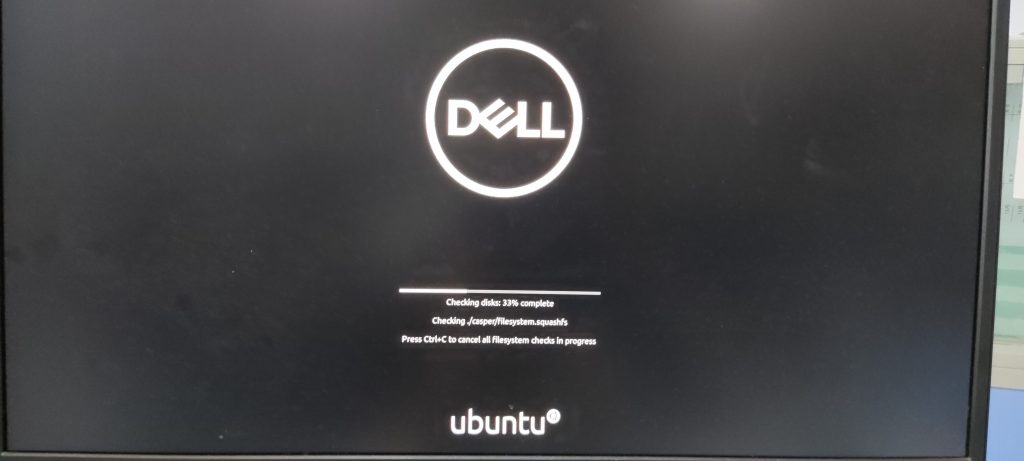 DELL
Checking disks: 33% complete
Checking ./casper/filesystem.squashfs
Press Ctrl+C to cancel all filesystem checks in progress
ubuntu